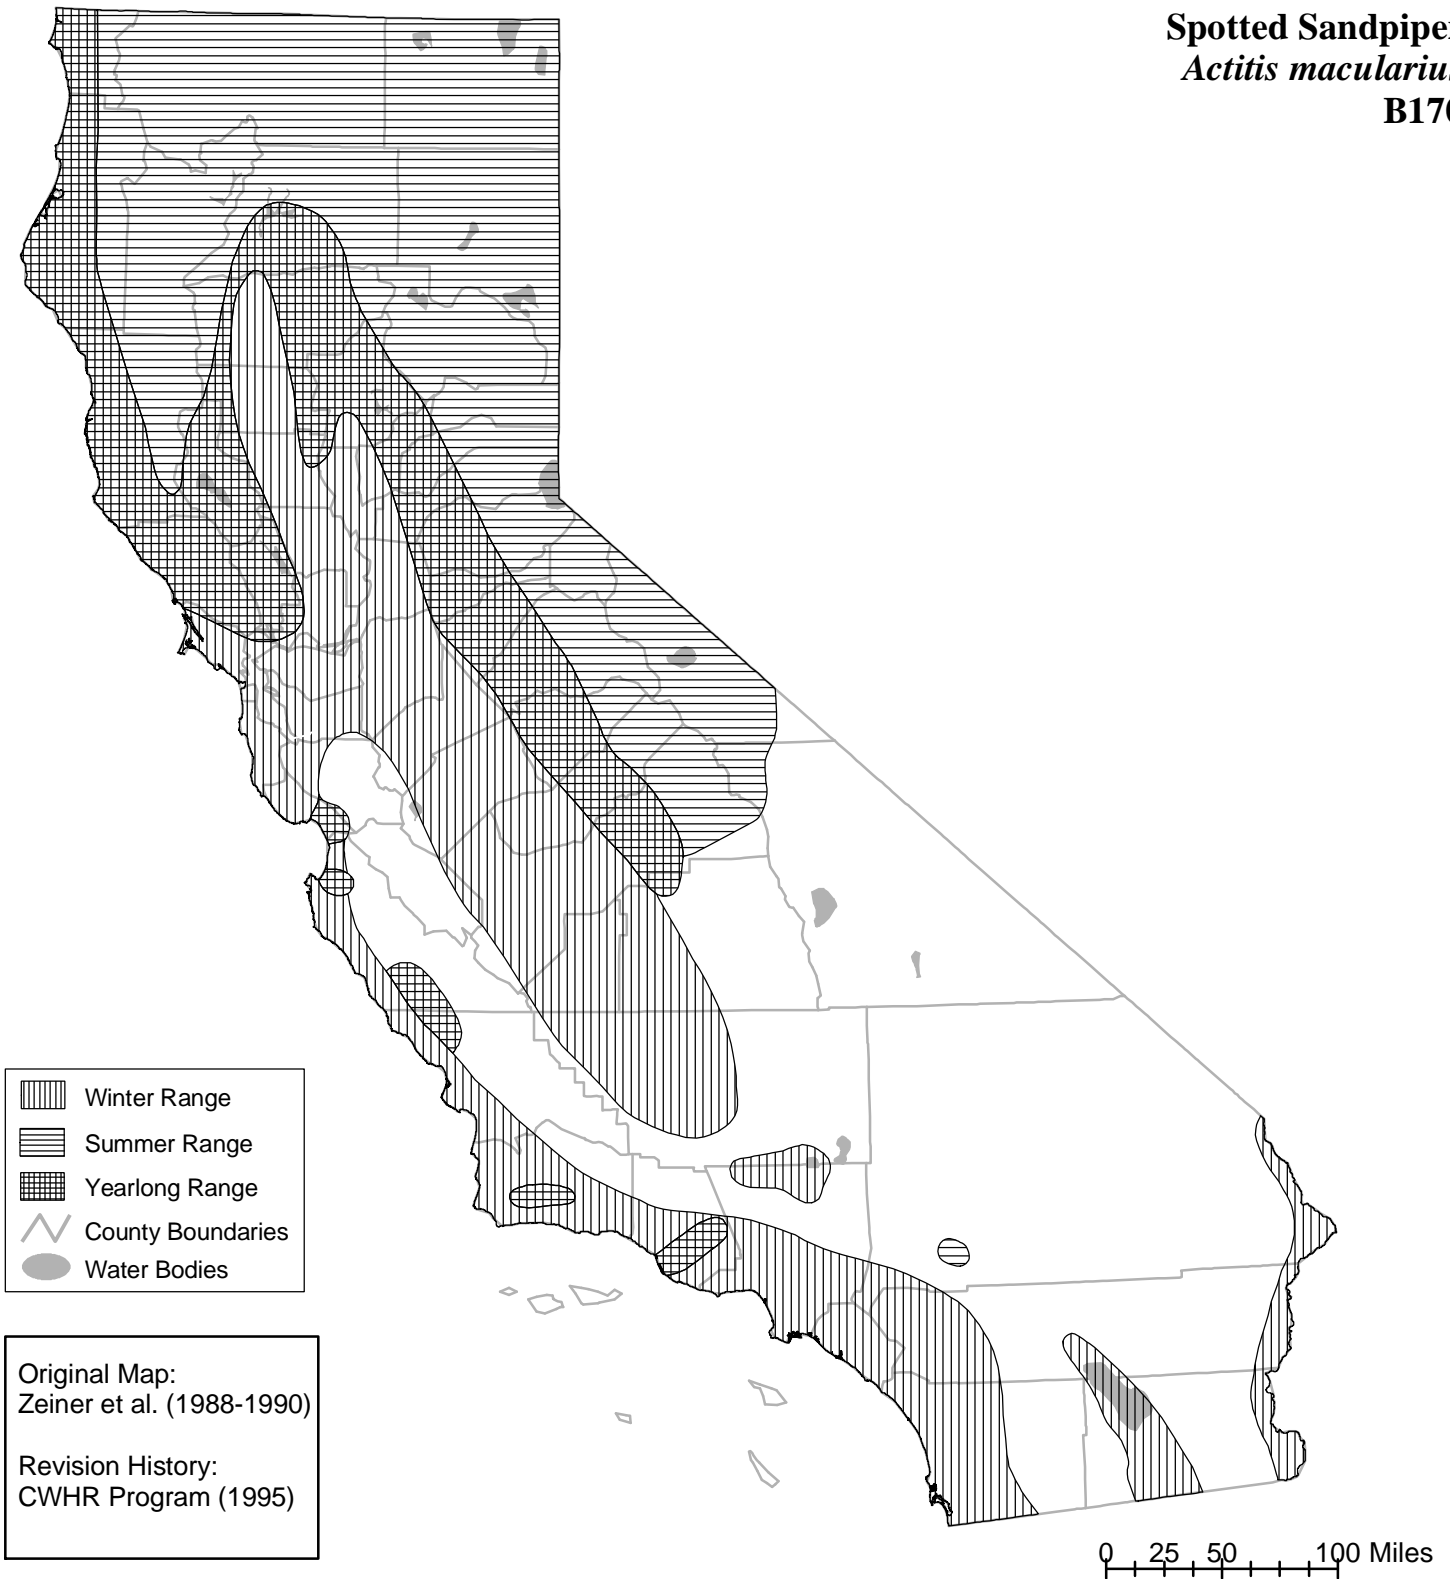 Spotted Sandpiper
Actitis macularius
B170
Winter Range
Summer Range
Yearlong Range
County Boundaries
Water Bodies
Original Map:
Zeiner et al. (1988-1990)
Revision History:
CWHR Program (1995)
0 25 50 100 Miles